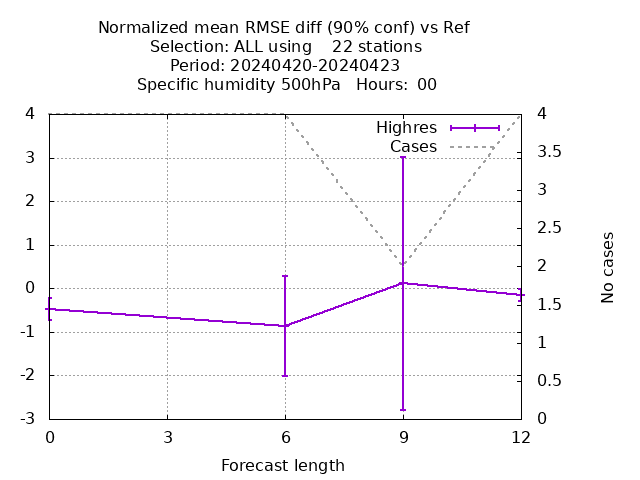 Normalized mean RMSE diff (90% conf) vs Ref
Selection: ALL using    22 stations
Period: 20240420-20240423
Specific humidity 500hPa   Hours:  00
Highres
Cases
4
3
2
1
0
-1
-2
-3
4
3.5
3
2.5
2
1.5
1
0.5
0
No cases
0 3 6 9 12
Forecast length